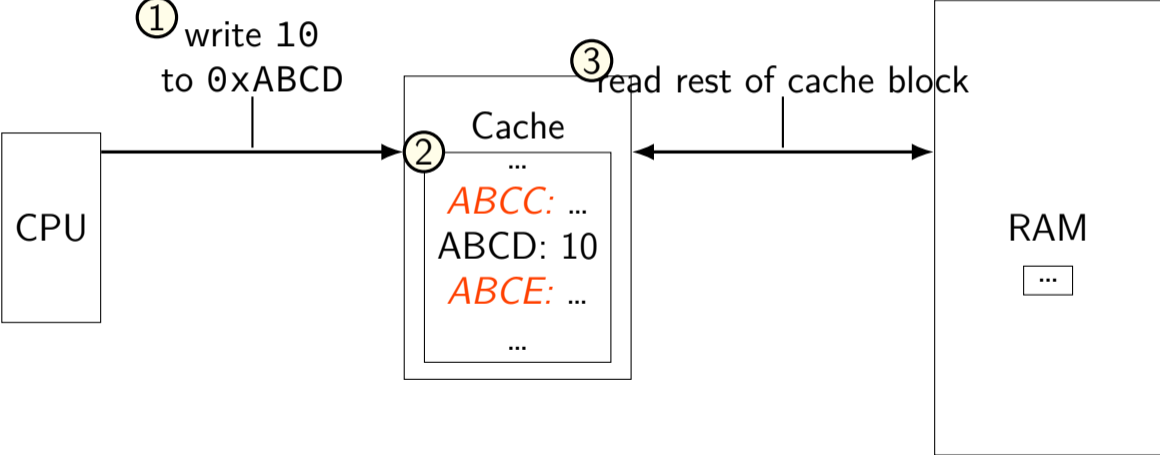 1
write 10
to 0xABCD
3
read rest of cache block
Cache
2
...
ABCC: ...
ABCD: 10
ABCE: ...
...
CPU
RAM
...